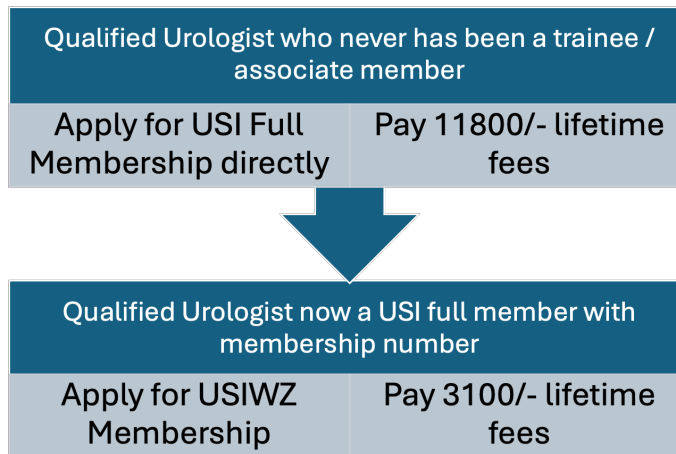 Qualified Urologist who never has been a trainee /
associate member
Apply for USI Full
Membership directly
Pay 11800/- lifetime
fees
Qualified Urologist now a USI full member with
membership number
Apply for USIWZ
Membership
Pay 3100/- lifetime
fees